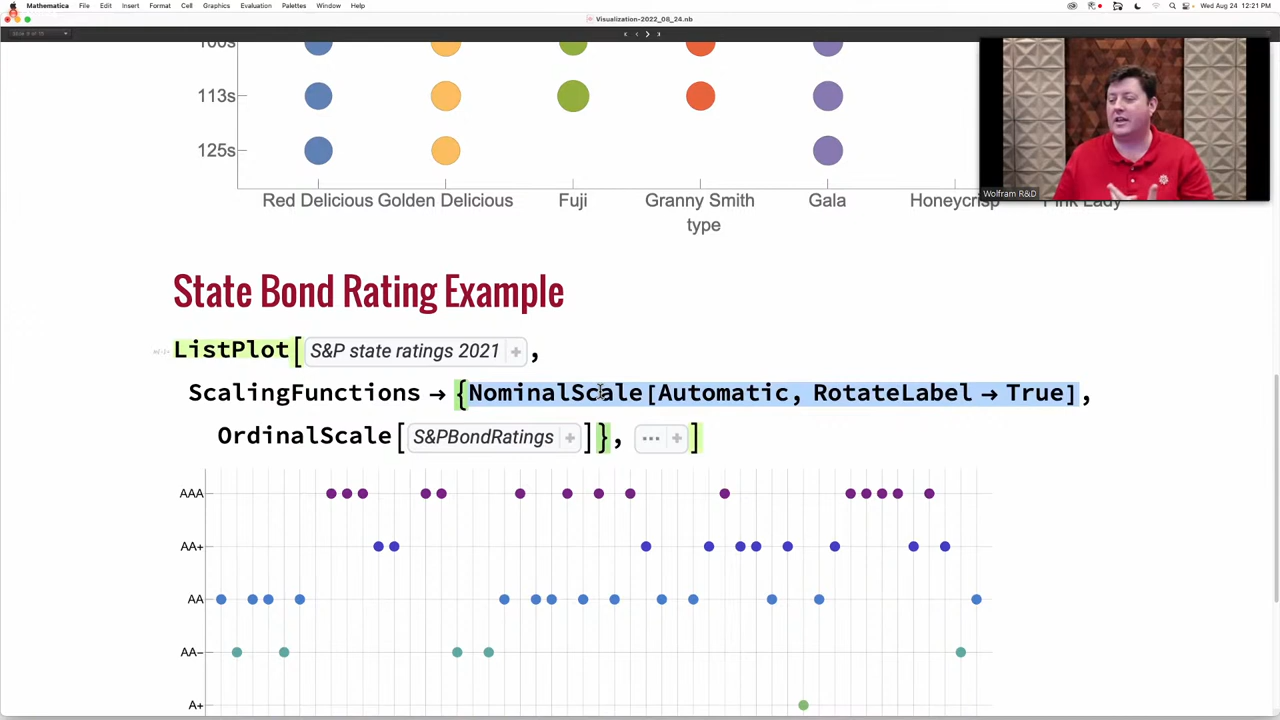 Mathematica File Edit Insert Format Cell Graphics Evaluation Palettes Window Help Wed Aug 24 12:21 PM
Visualization-2022_08_24.nb
100s
113s
125s
Red Delicious Golden Delicious Fuji Granny Smith Gala Honeycrisp Pink Lady
type
Wolfram R&D
State Bond Rating Example
ListPlot[ S&P state ratings 2021 + ,
ScalingFunctions → {NominalScale[Automatic, RotateLabel → True],
OrdinalScale[ S&PBondRatings + ]}, ... + ]
AAA
AA+
AA
AA−
A+